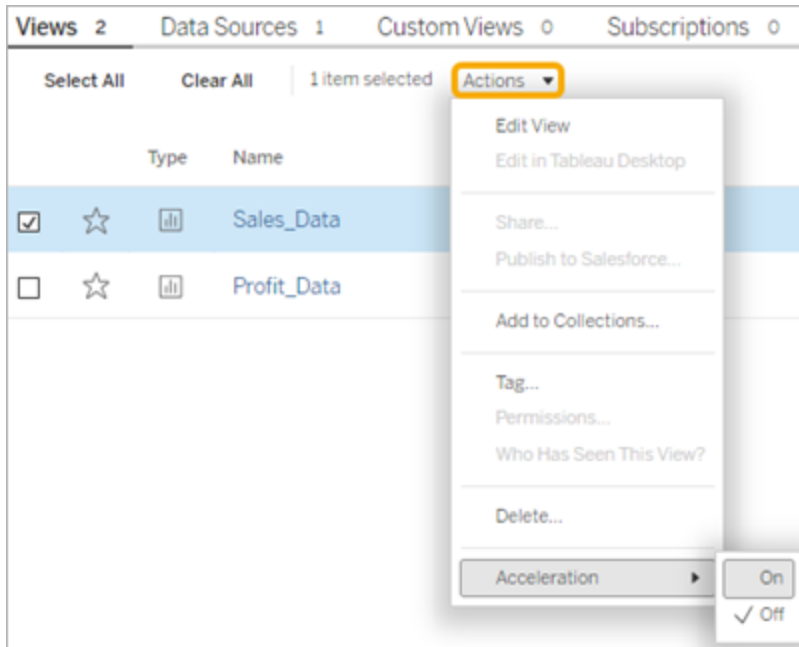 Views 2 Data Sources 1 Custom Views 0 Subscriptions 0
Select All Clear All 1 item selected Actions
Edit View
Edit in Tableau Desktop
Type Name
Sales_Data
Share...
Publish to Salesforce...
Profit_Data
Add to Collections...
Tag...
Permissions...
Who Has Seen This View?
Delete...
Acceleration On
Off